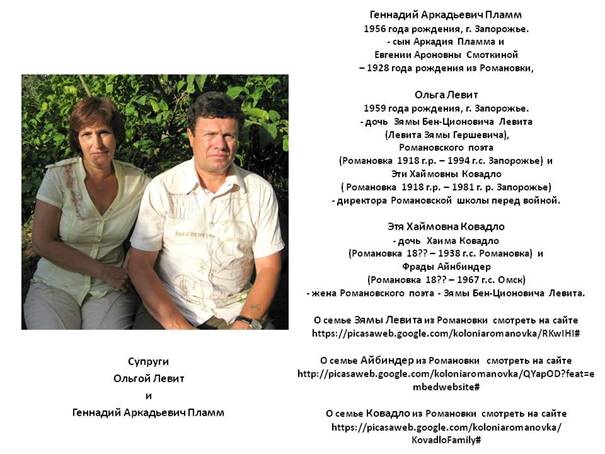 Геннадий Аркадьевич Пламм
1956 года рождения, г. Запорожье.
- сын Аркадия Пламма и
Евгении Ароновны Смоткиной
– 1928 года рождения из Романовки,
Ольга Левит
1959 года рождения, г. Запорожье.
- дочь Зямы Бен-Ционовича Левита
(Левита Зямы Гершевича),
Романовского поэта
(Романовка 1918 г.р. – 1994 г.с. Запорожье) и
Эти Хаймовны Ковадло
( Романовка 1918 г.р. – 1981 г. р. Запорожье)
- директора Романовской школы перед войной.
Этя Хаймовна Ковадло
- дочь Хаима Ковадло
(Романовка 18?? – 1938 г.с. Романовка) и
Фрады Айнбиндер
(Романовка 18?? – 1967 г.с. Омск)
- жена Романовского поэта - Зямы Бен-Ционовича Левита.
О семье Зямы Левита из Романовки смотреть на сайте
https://picasaweb.google.com/koloniaromanovka/RKwIHI#
О семье Айбиндер из Романовки смотреть на сайте
http://picasaweb.google.com/koloniaromanovka/QYapOD?feat=e
mbedwebsite#
О семье Ковадло из Романовки смотреть на сайте
https://picasaweb.google.com/koloniaromanovka/
KovadloFamily#
Супруги
Ольгой Левит
и
Геннадий Аркадьевич Пламм